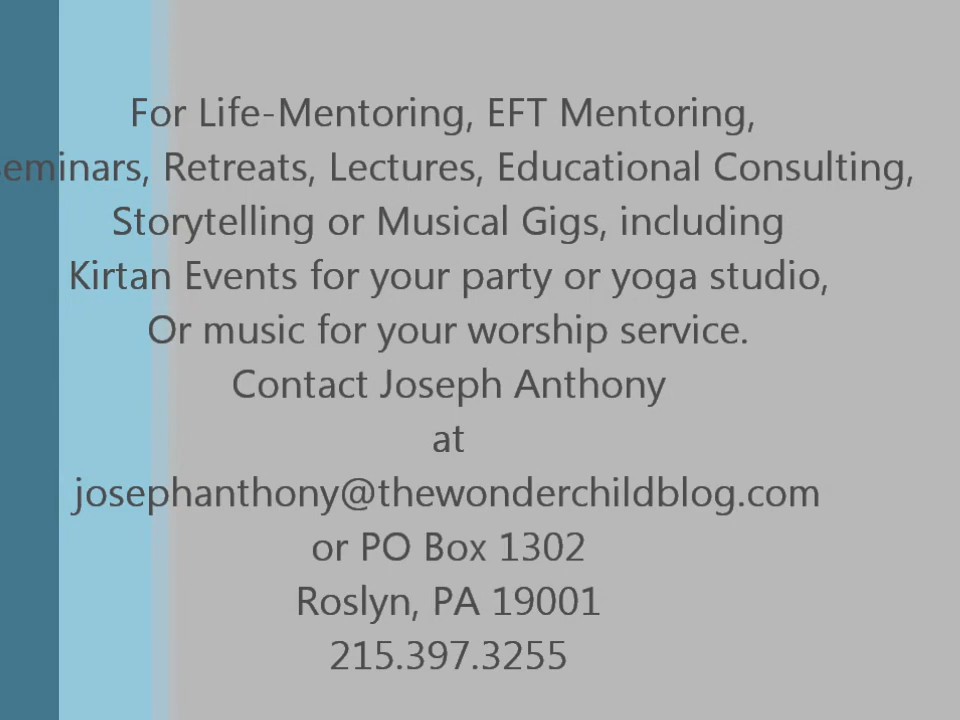 For Life-Mentoring, EFT Mentoring,
Seminars, Retreats, Lectures, Educational Consulting,
Storytelling or Musical Gigs, including
Kirtan Events for your party or yoga studio,
Or music for your worship service.
Contact Joseph Anthony
at
josephanthony@thewonderchildblog.com
or PO Box 1302
Roslyn, PA 19001
215.397.3255